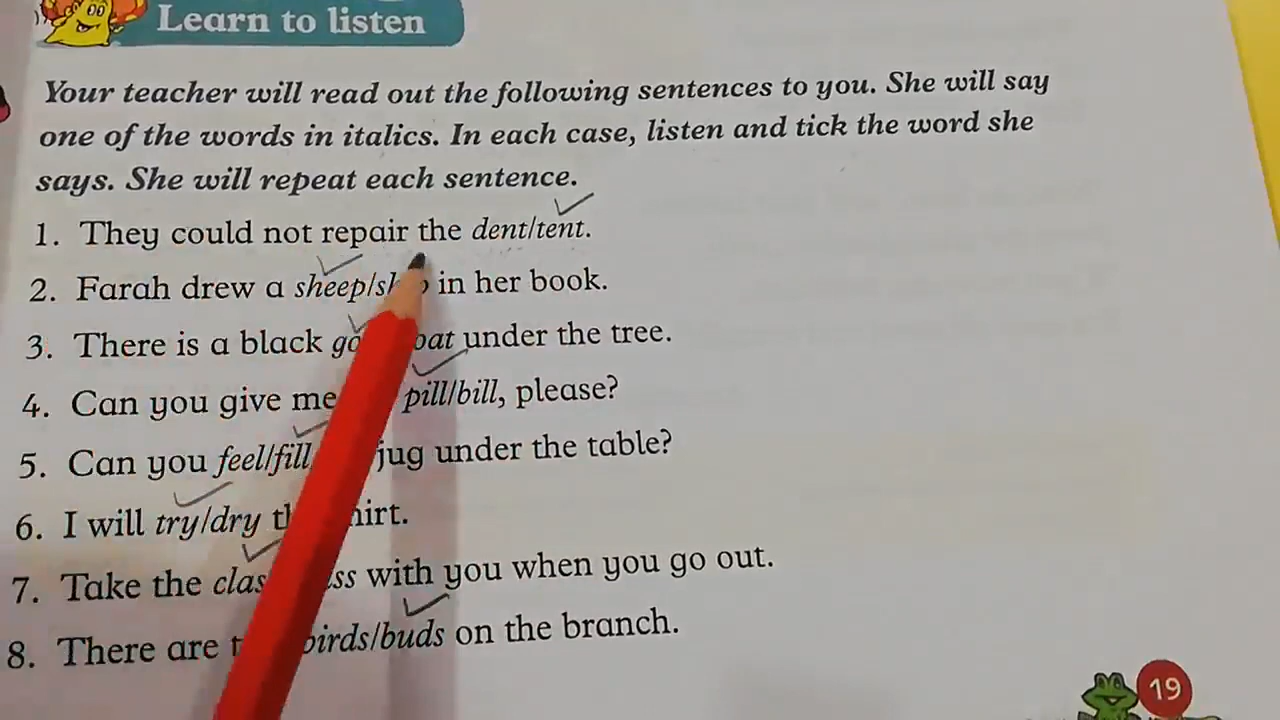 Learn to listen
Your teacher will read out the following sentences to you. She will say
one of the words in italics. In each case, listen and tick the word she
says. She will repeat each sentence.
1. They could not repair the dent/tent.
2. Farah drew a sheep/ in her book.
3. There is a black under the tree.
4. Can you give me pill/bill, please?
5. Can you feel/fill jug under the table?
6. I will try/dry
7. Take the with you when you go out.
8. There are birds/buds on the branch.
19